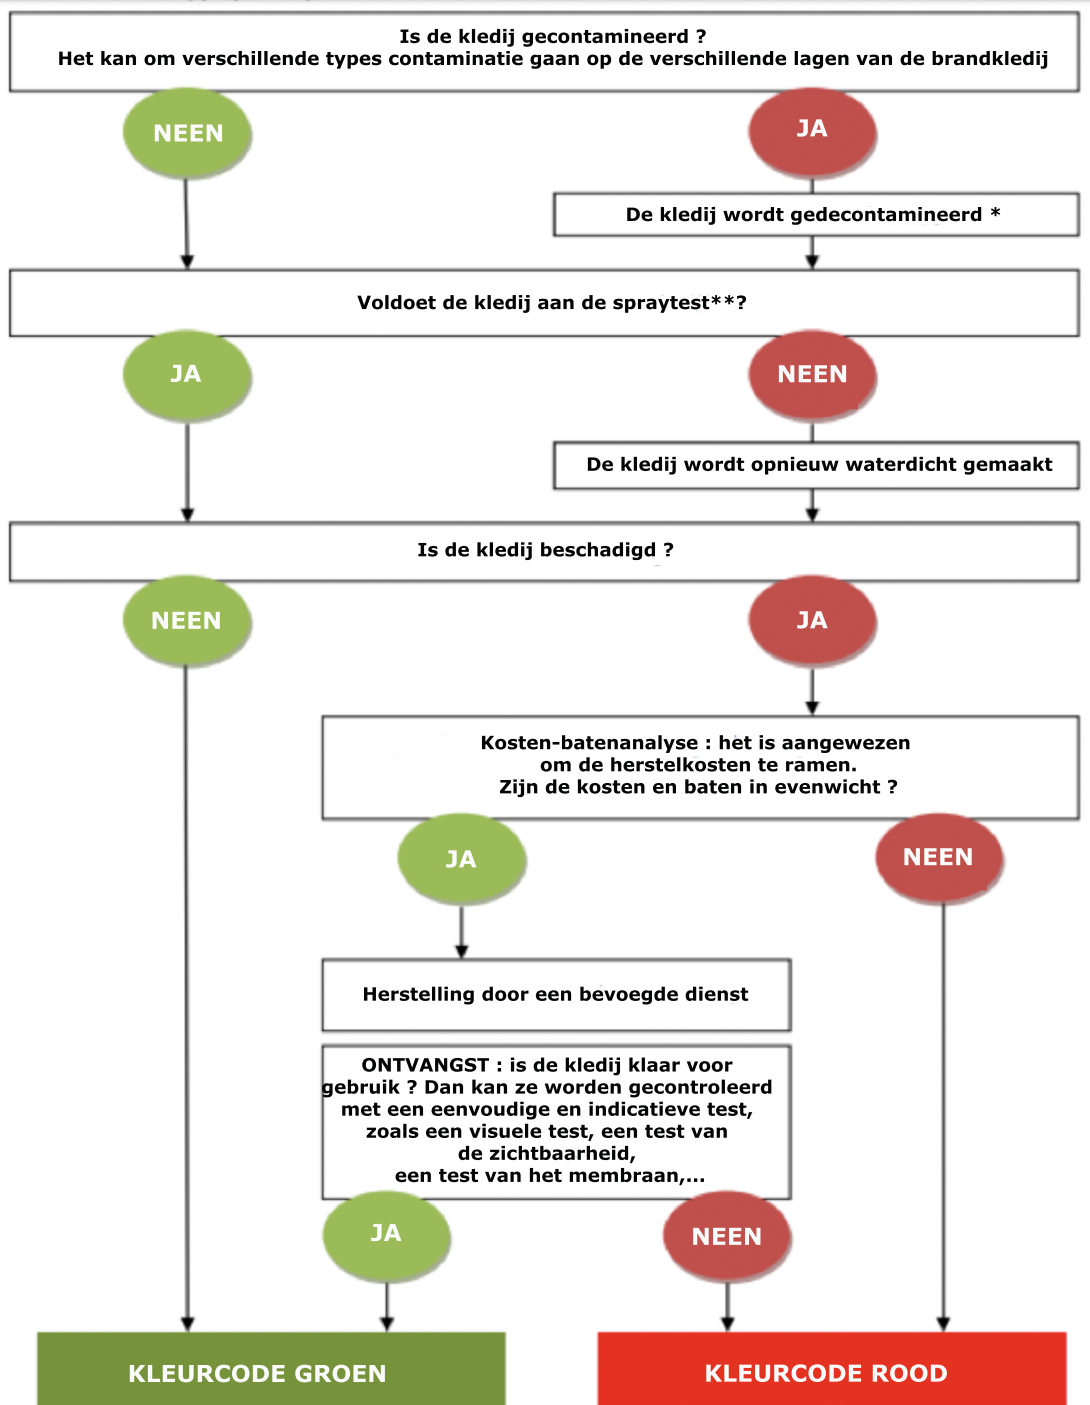 Is de kledij gecontamineerd ?
Het kan om verschillende types contaminatie gaan op de verschillende lagen van de brandkledij
NEEN
JA
De kledij wordt gedecontamineerd *
Voldoet de kledij aan de spraytest**?
JA
NEEN
De kledij wordt opnieuw waterdicht gemaakt
Is de kledij beschadigd ?
NEEN
JA
Kosten-batenanalyse : het is aangewezen
om de herstelkosten te ramen.
Zijn de kosten en baten in evenwicht ?
JA
NEEN
Herstelling door een bevoegde dienst
ONTVANGST : is de kledij klaar voor
gebruik ? Dan kan ze worden gecontroleerd
met een eenvoudige en indicatieve test,
zoals een visuele test, een test van
de zichtbaarheid,
een test van het membraan,...
JA
NEEN
KLEURCODE GROEN
KLEURCODE ROOD